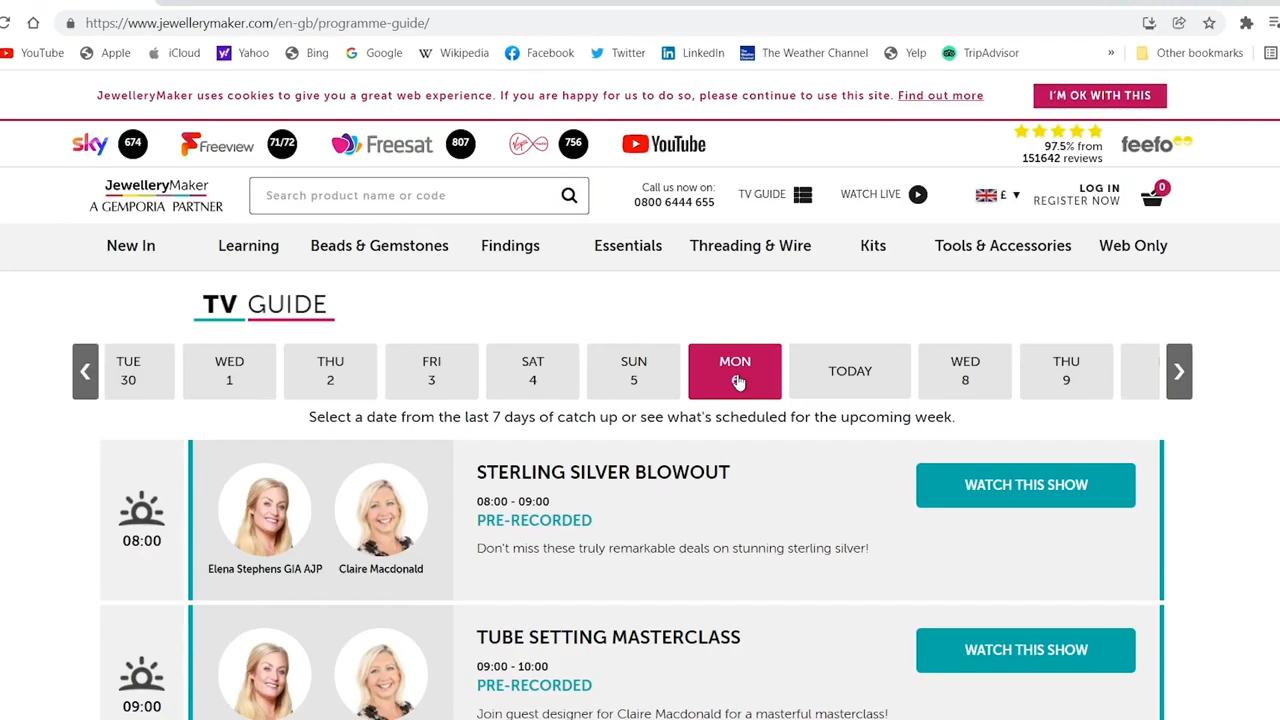 https://www.jewellerymaker.com/en-gb/programme-guide/
YouTube Apple iCloud Yahoo Bing Google Wikipedia Facebook Twitter LinkedIn The Weather Channel Yelp TripAdvisor » Other bookmarks
JewelleryMaker uses cookies to give you a great web experience. If you are happy for us to do so, please continue to use this site. Find out more I'M OK WITH THIS
sky 674 Freeview 71/72 Freesat 807 756 YouTube 97.5% from 151642 reviews feefo
JewelleryMaker
A GEMPORIA PARTNER
Search product name or code
Call us now on:
0800 6444 655
TV GUIDE WATCH LIVE £ ▼ LOG IN
REGISTER NOW
0
New In Learning Beads & Gemstones Findings Essentials Threading & Wire Kits Tools & Accessories Web Only
TV GUIDE
TUE 30 WED 1 THU 2 FRI 3 SAT 4 SUN 5 MON TODAY WED 8 THU 9
Select a date from the last 7 days of catch up or see what's scheduled for the upcoming week.
08:00
Elena Stephens GIA AJP Claire Macdonald
STERLING SILVER BLOWOUT
08:00 - 09:00
PRE-RECORDED
Don't miss these truly remarkable deals on stunning sterling silver!
WATCH THIS SHOW
09:00
TUBE SETTING MASTERCLASS
09:00 - 10:00
PRE-RECORDED
Join guest designer for Claire Macdonald for a masterful masterclass!
WATCH THIS SHOW